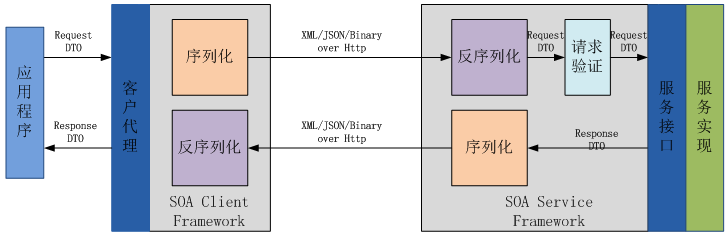 应用程序
Request
DTO
Response
DTO
客户代理
序列化
反序列化
SOA Client
Framework
XML/JSON/Binary
over Http
XML/JSON/Binary
over Http
反序列化
Request
DTO
请求
验证
Request
DTO
序列化
Response
DTO
SOA Service
Framework
服务接口
服务实现